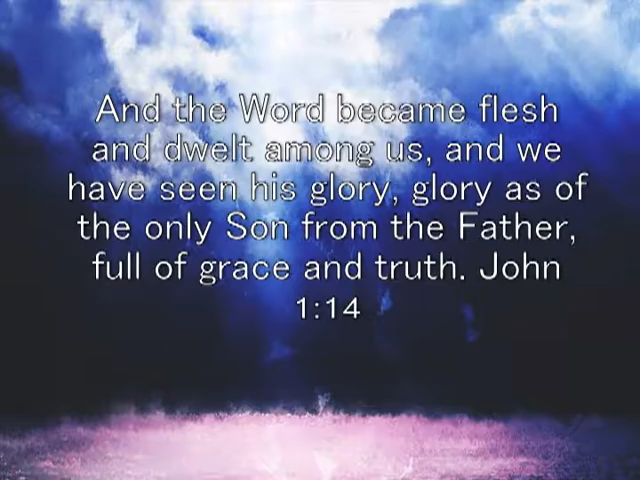 And the Word became flesh
and dwelt among us, and we
have seen his glory, glory as of
the only Son from the Father,
full of grace and truth. John
1:14